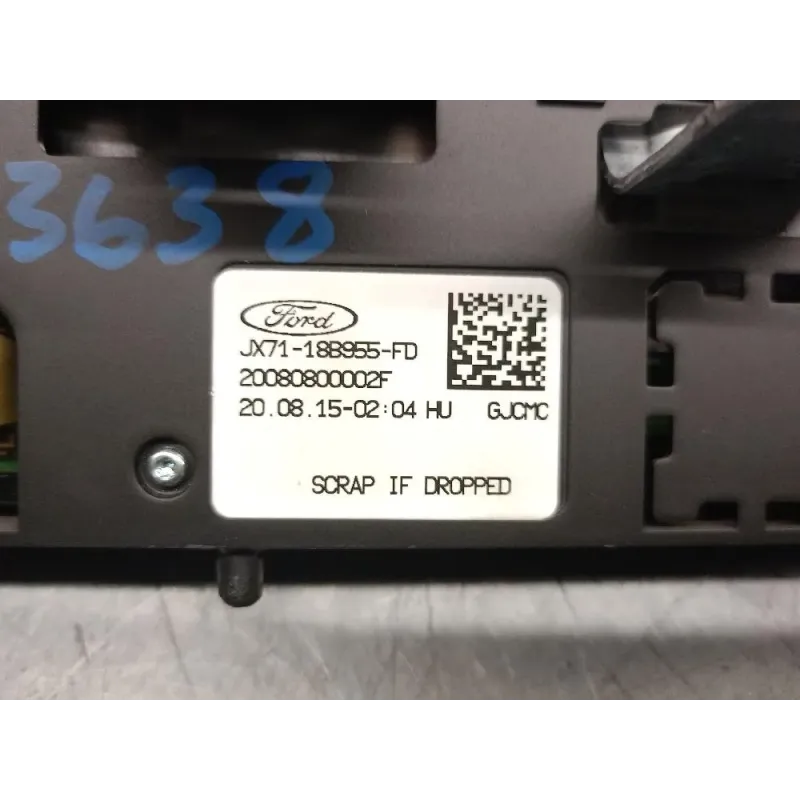 3638
Ford
JX71-18B955-FD
20080800002F
20.08.15-02:04 HU GJCMC
SCRAP IF DROPPED